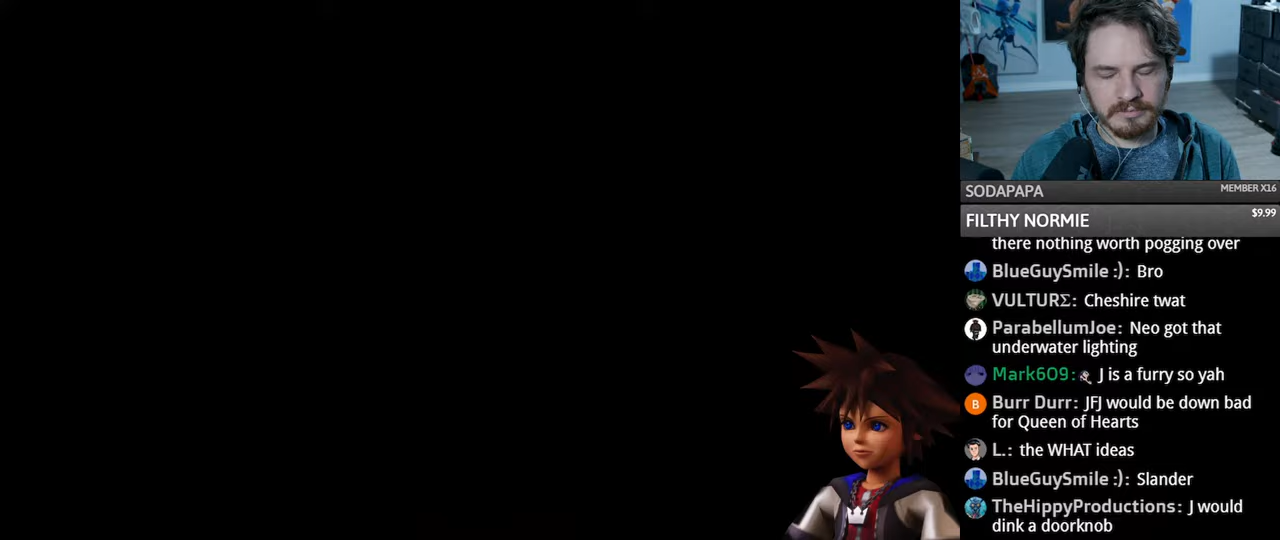 SODAPAPA MEMBER X16
FILTHY NORMIE $9.99
there nothing worth pogging over
BlueGuySmile :): Bro
VULTURΣ: Cheshire twat
ParabellumJoe: Neo got that
underwater lighting
Mark609: J is a furry so yah
Burr Durr: JFJ would be down bad
for Queen of Hearts
L.: the WHAT ideas
BlueGuySmile :): Slander
TheHippyProductions: J would
dink a doorknob
B